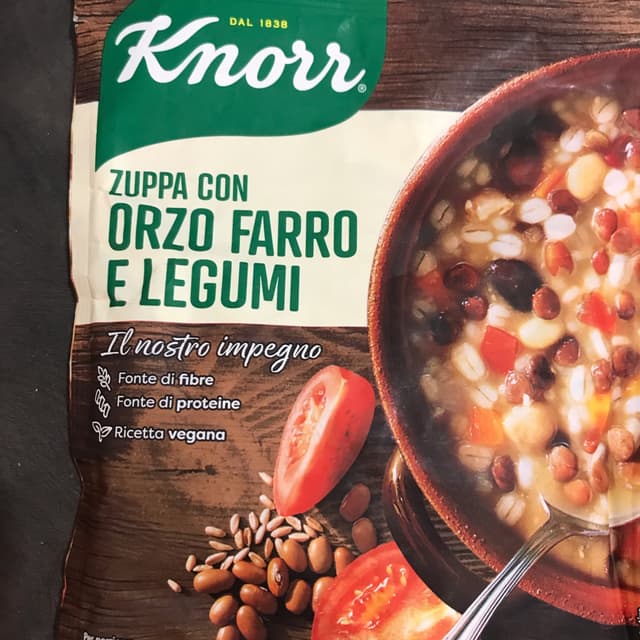 DAL 1838
Knorr®
ZUPPA CON
ORZO FARRO
E LEGUMI
Il nostro impegno
Fonte di fibre
Fonte di proteine
Ricetta vegana